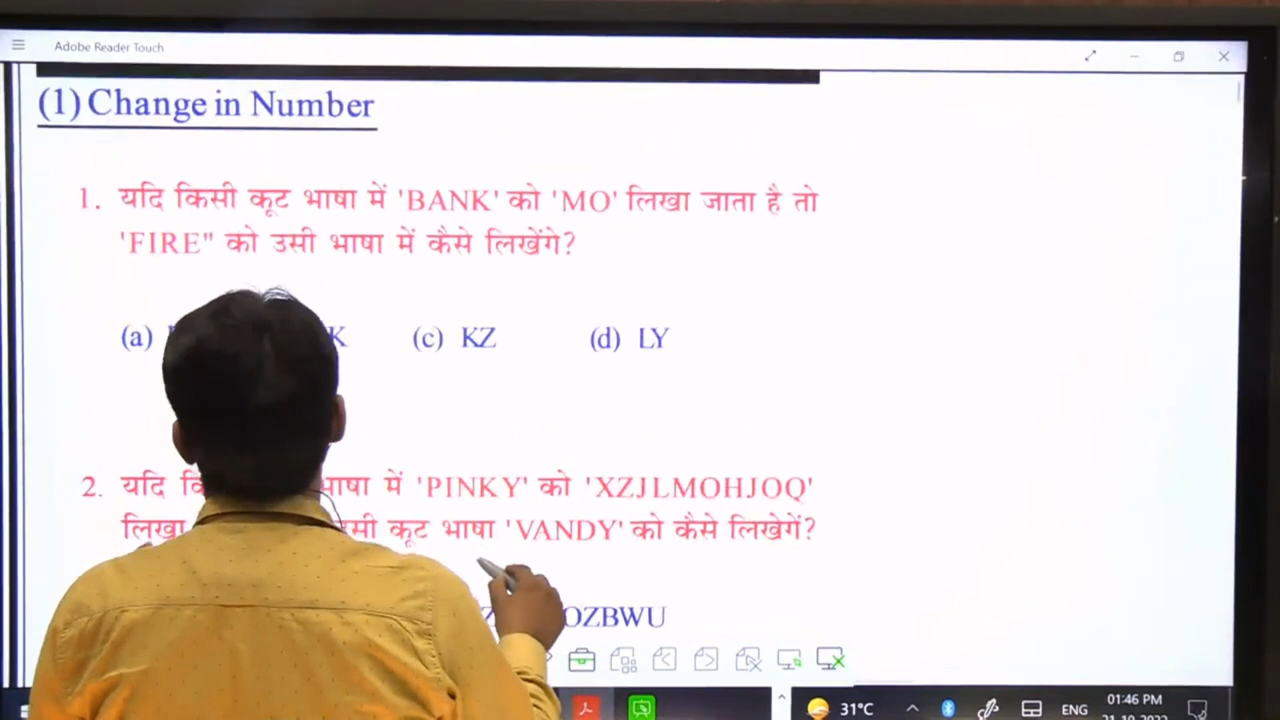 Adobe Reader Touch
(1) Change in Number
1. यदि किसी कूट भाषा में 'BANK' को 'MO' लिखा जाता है तो
'FIRE" को उसी भाषा में कैसे लिखेंगे?
(a) K (c) KZ (d) LY
2. यदि भाषा में 'PINKY' को 'XZJLMOHJOQ'
लिखा कूट भाषा 'VANDY' को कैसे लिखेगें?
OZBWU
31°C ENG 01:46 PM